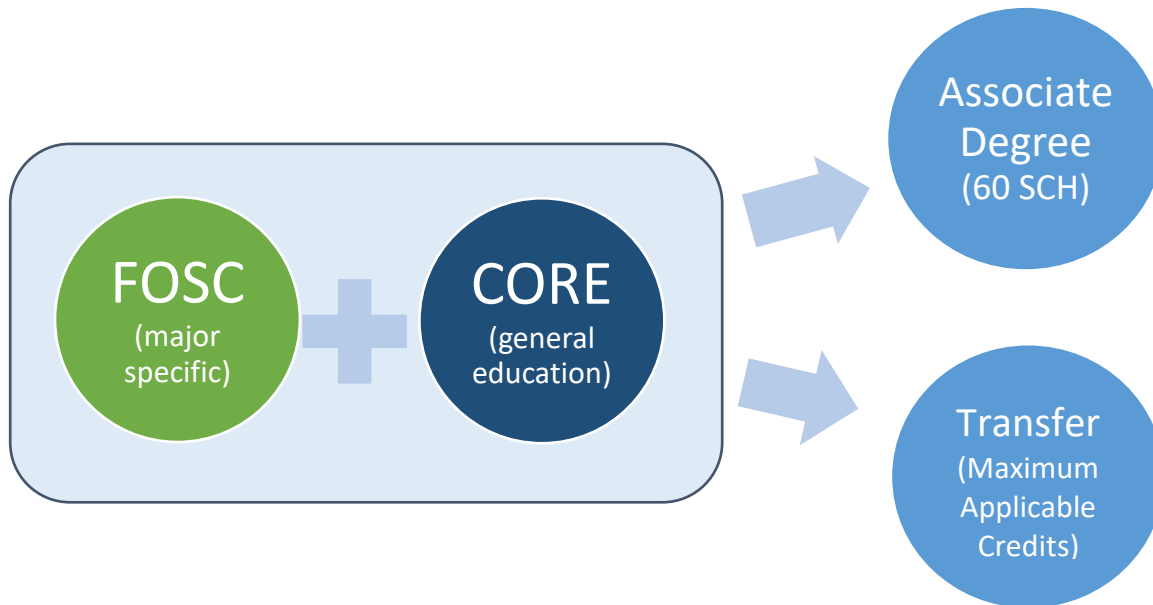 FOSC
(major
specific)
CORE
(general
education)
Associate
Degree
(60 SCH)
Transfer
(Maximum
Applicable
Credits)